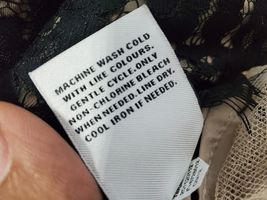 MACHINE WASH COLD
WITH LIKE COLOURS.
GENTLE CYCLE.ONLY
NON-CHLORINE BLEACH
WHEN NEEDED.LINE DRY.
COOL IRON IF NEEDED.